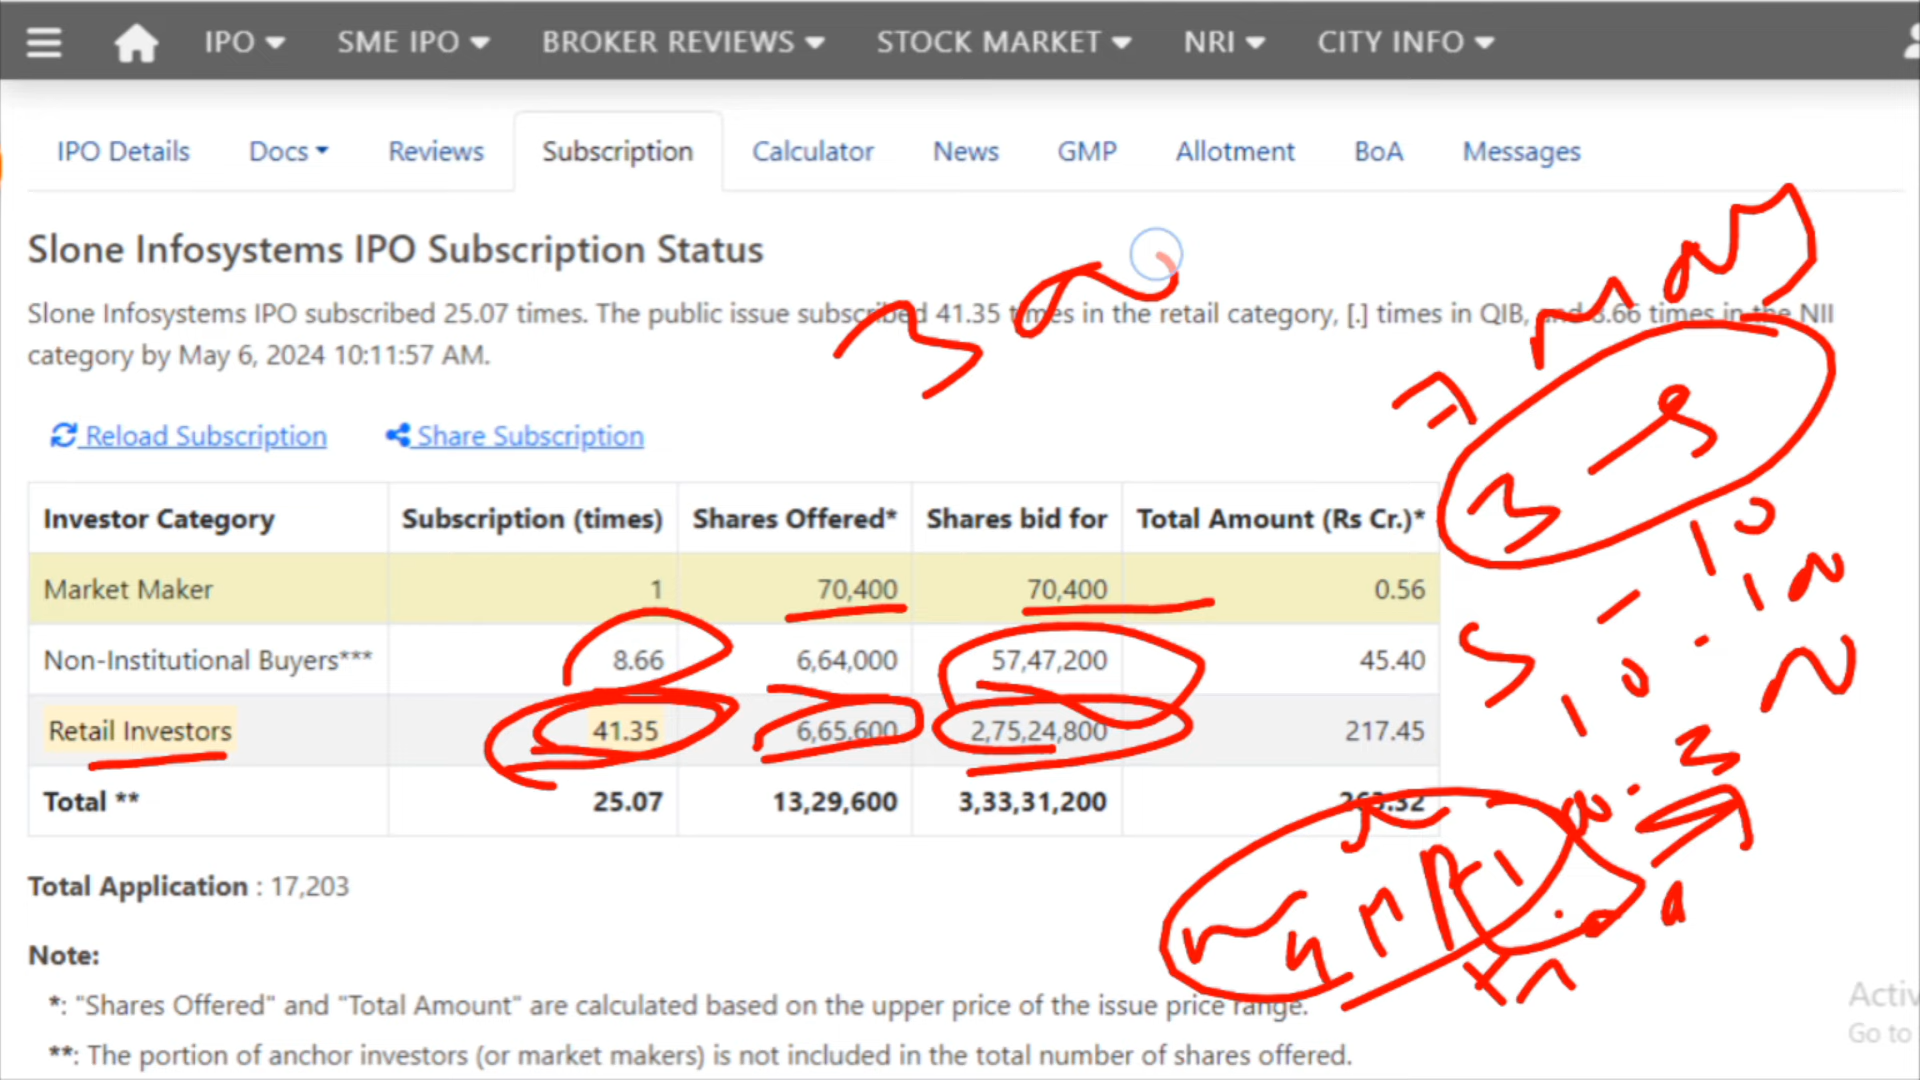 IPO SME IPO BROKER REVIEWS STOCK MARKET NRI CITY INFO
IPO Details Docs Reviews Subscription Calculator News GMP Allotment BoA Messages
Slone Infosystems IPO Subscription Status
Slone Infosystems IPO subscribed 25.07 times. The public issue subscribed 41.35 times in the retail category, [.] times in QIB, and 8.66 times in the NII
category by May 6, 2024 10:11:57 AM.
Reload Subscription Share Subscription
Investor Category Subscription (times) Shares Offered* Shares bid for Total Amount (Rs Cr.)*
Market Maker 1 70,400 70,400 0.56
Non-Institutional Buyers*** 8.66 6,64,000 57,47,200 45.40
Retail Investors 41.35 6,65,600 2,75,24,800 217.45
Total ** 25.07 13,29,600 3,33,31,200
Total Application : 17,203
Note:
*: "Shares Offered" and "Total Amount" are calculated based on the upper price of the issue price range.
**: The portion of anchor investors (or market makers) is not included in the total number of shares offered.
Go to